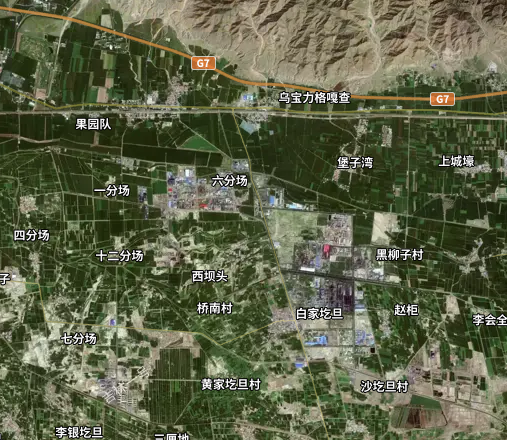 G7
乌宝力格嘎查
G7
果园队
堡子湾
上城壕
六分场
一分场
四分场
十二分场
黑柳子村
西坝头
子
桥南村
白家圪旦
赵柜
李会全
七分场
黄家圪旦村
沙圪旦村
李银圪旦
三厘地